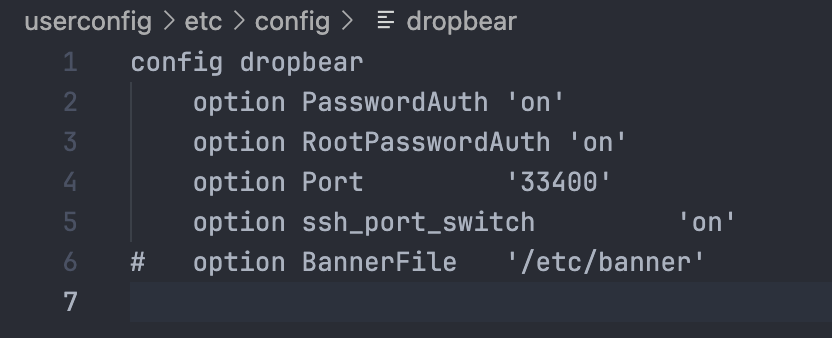 userconfig > etc > config > dropbear
1 config dropbear
2     option PasswordAuth 'on'
3     option RootPasswordAuth 'on'
4     option Port         '33400'
5     option ssh_port_switch         'on'
6 #   option BannerFile   '/etc/banner'
7